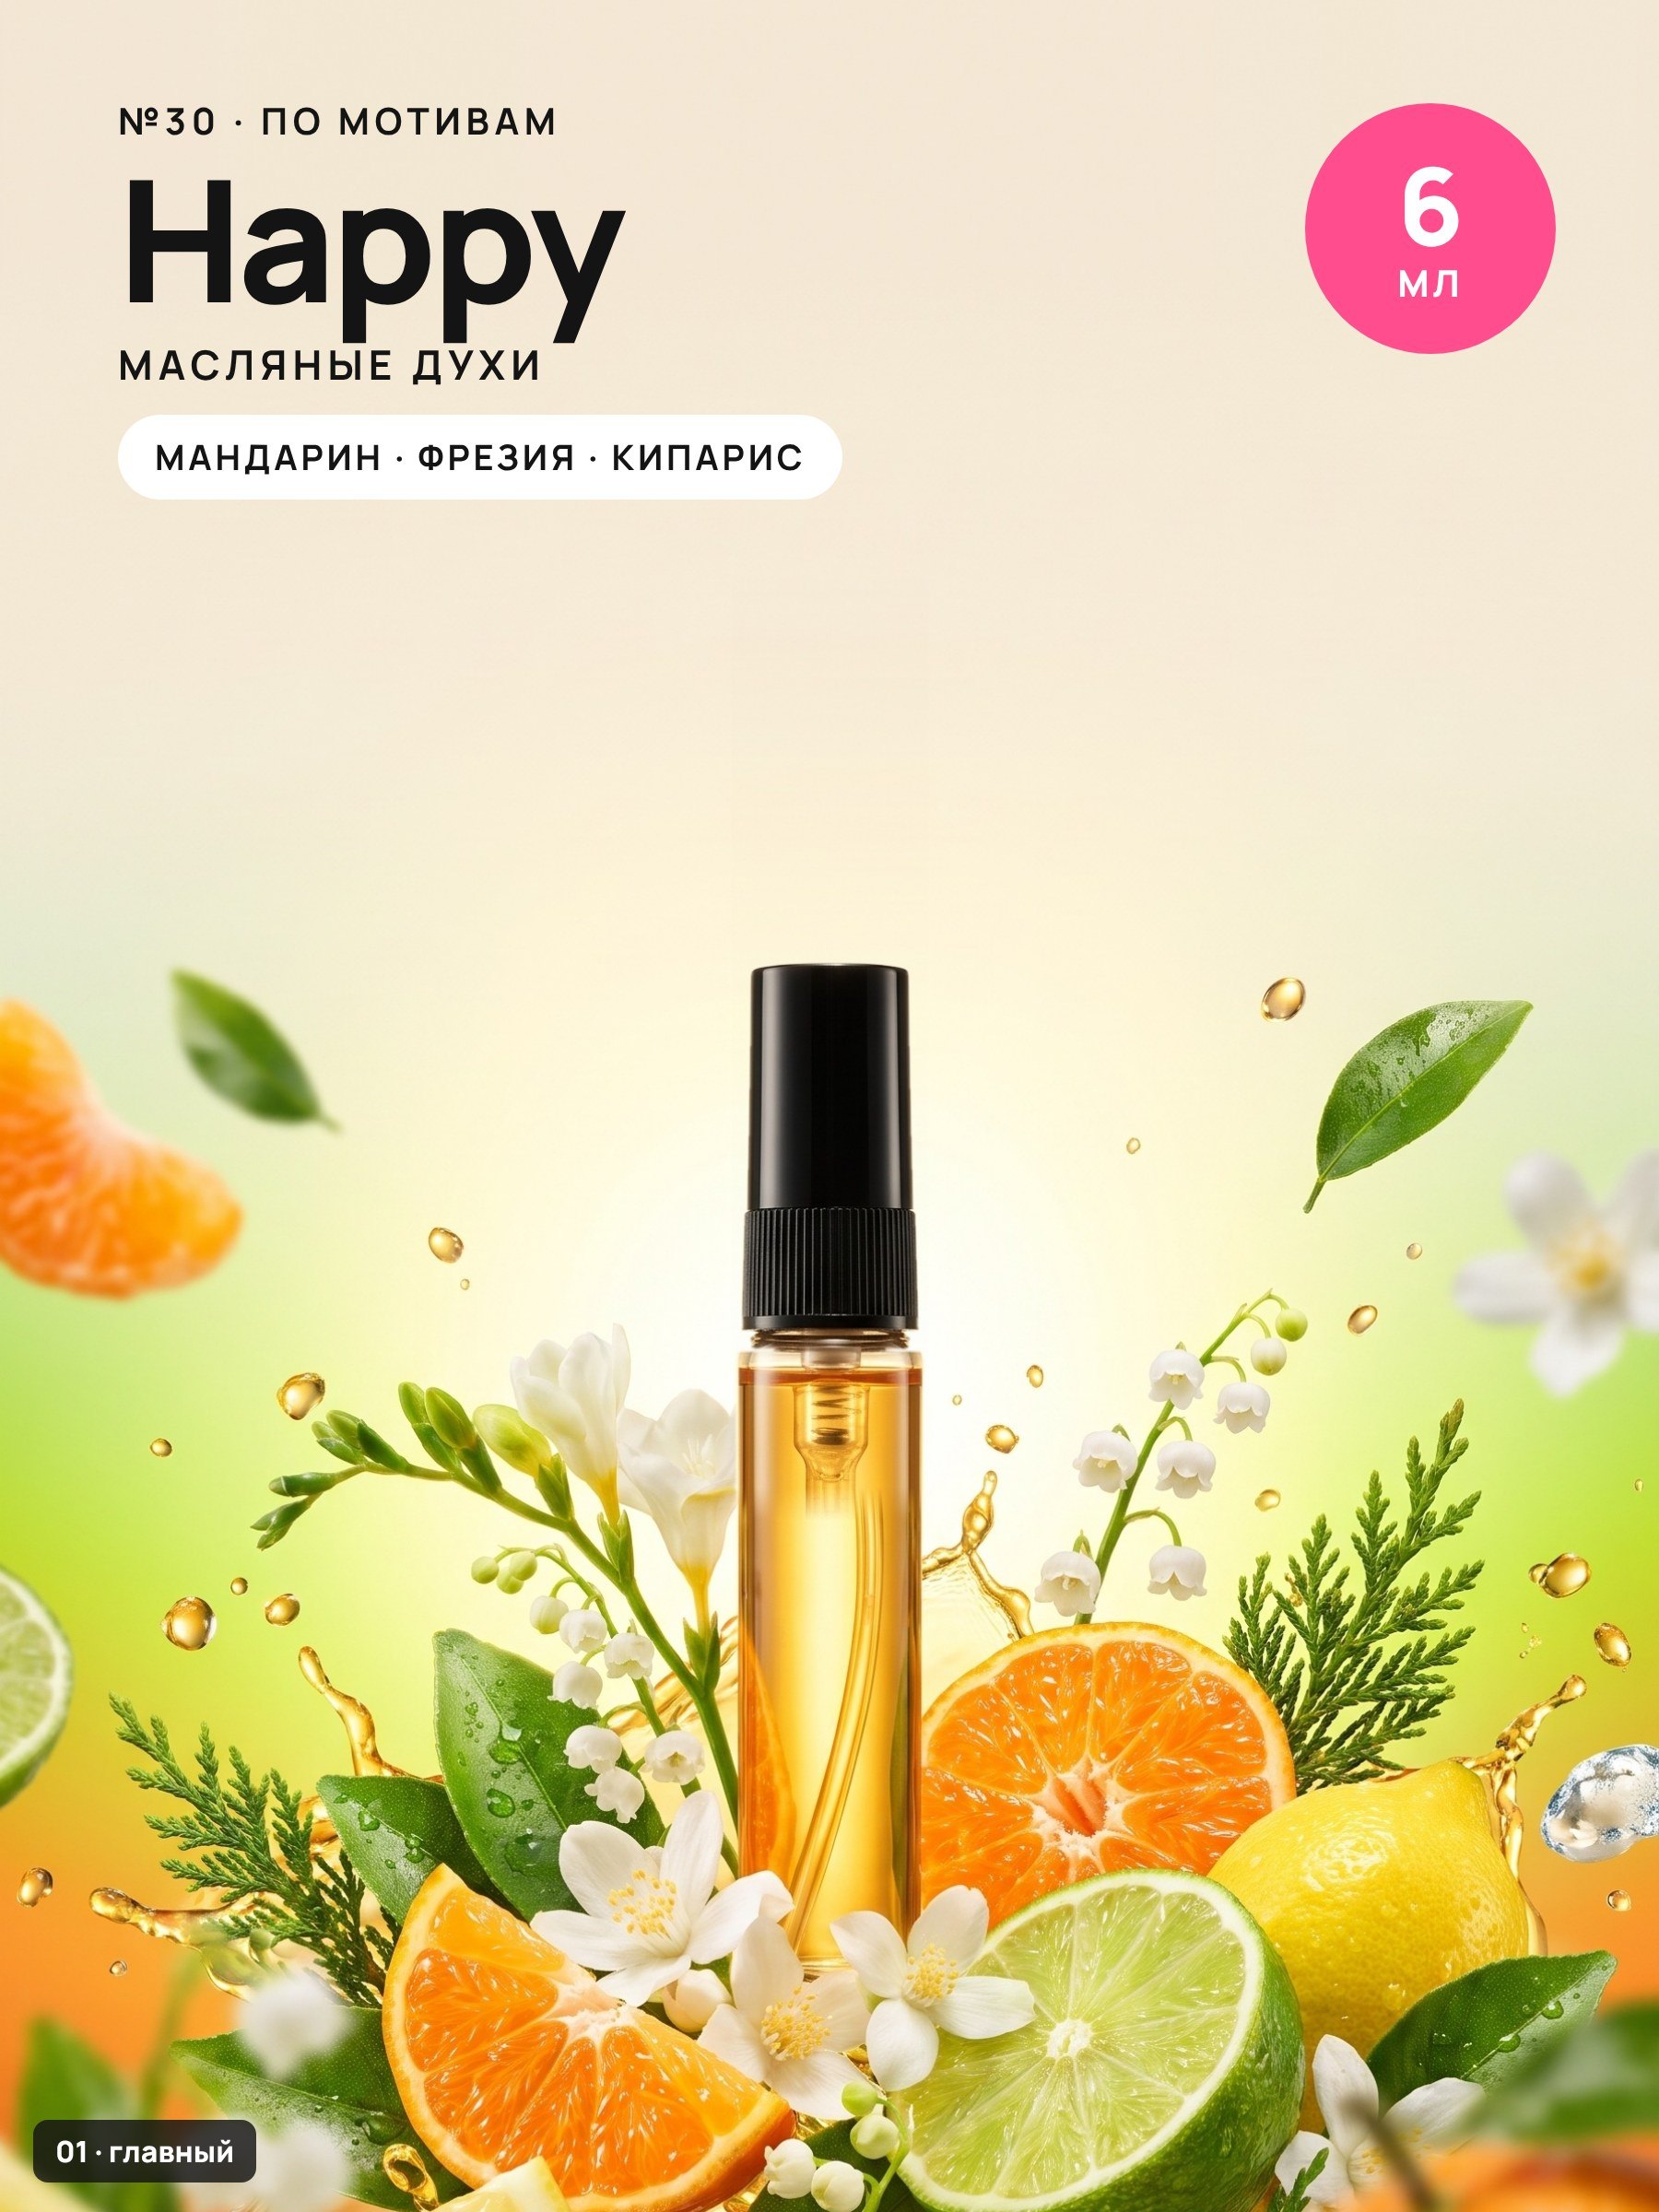 №30 · ПО МОТИВАМ
Happy
МАСЛЯНЫЕ ДУХИ
МАНДАРИН · ФРЕЗИЯ · КИПАРИС
6
МЛ
01 · главный